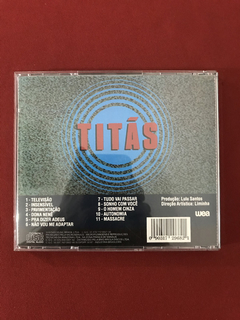 TITÃS
1 - TELEVISÃO
2 - INSENSÍVEL
3 - PAVIMENTAÇÃO
4 - DONA NENÊ
5 - PRA DIZER ADEUS
6 - NÃO VOU ME ADAPTAR
7 - TUDO VAI PASSAR
8 - SONHO COM VOCÊ
9 - O HOMEM CINZA
10 - AUTONOMIA
11 - MASSACRE
Produção: Lulu Santos
Direção Artística: Liminha
wea